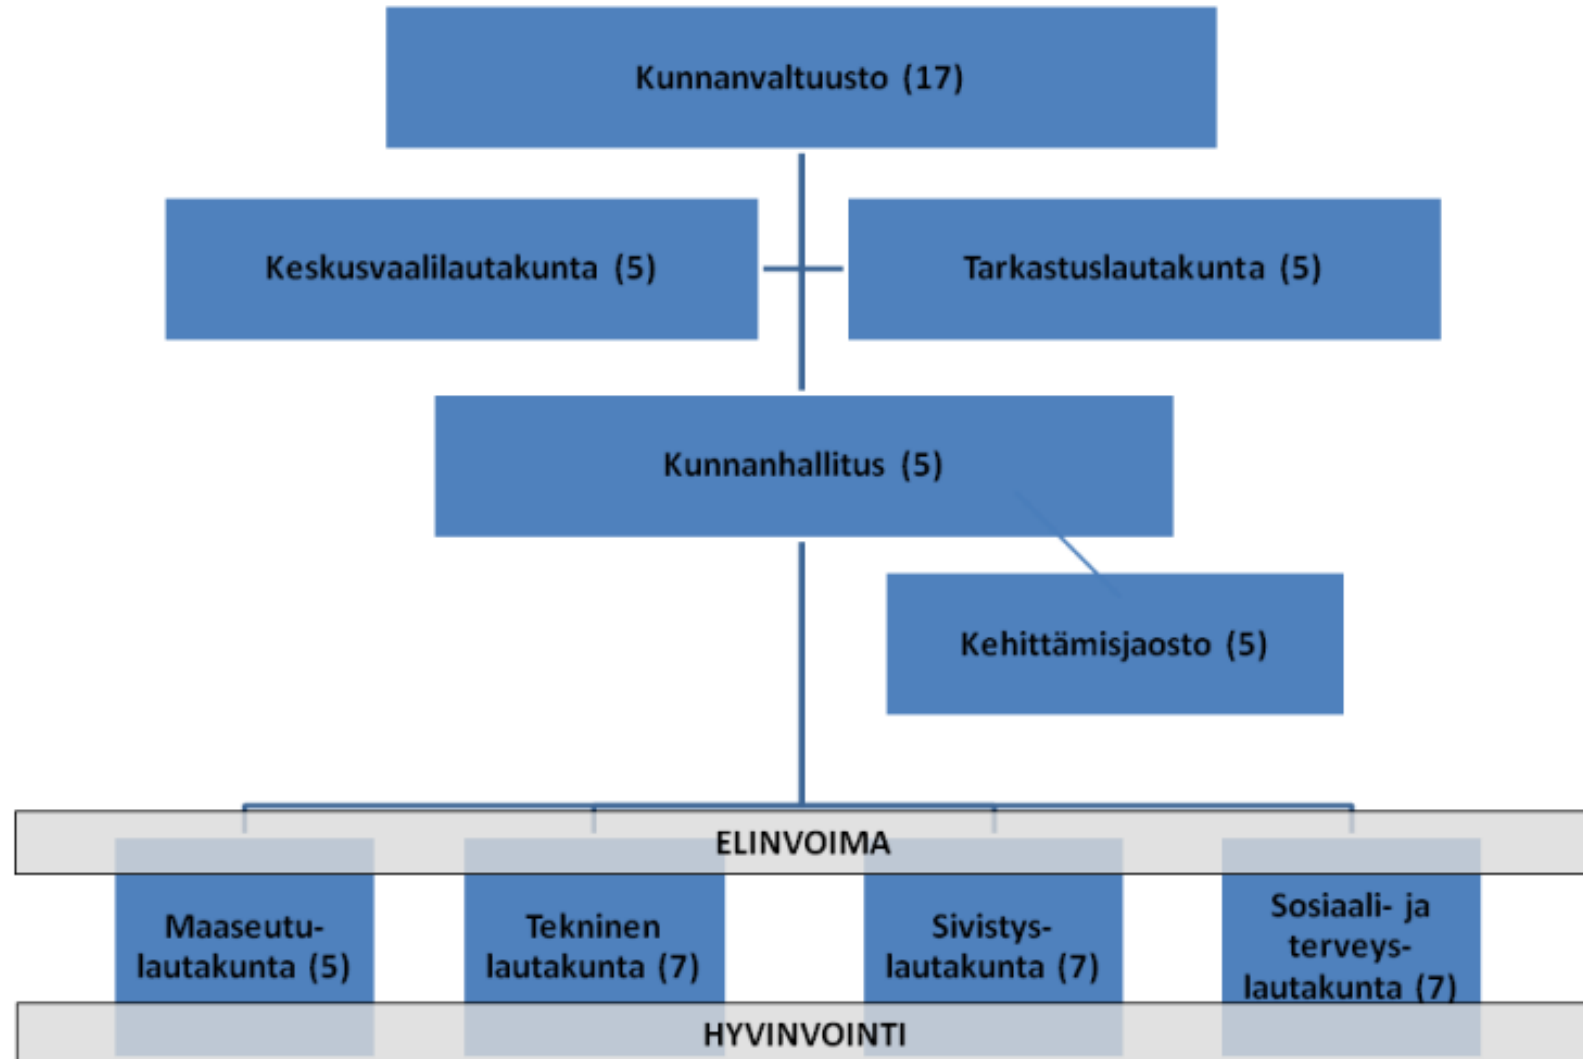 Kunnanvaltuusto (17)
Keskusvaalilautakunta (5)
Tarkastuslautakunta (5)
Kunnanhallitus (5)
Kehittämisjaosto (5)
ELINVOIMA
Maaseutu-
lautakunta (5)
Tekninen
lautakunta (7)
Sivistys-
lautakunta (7)
Sosiaali- ja
terveys-
lautakunta (7)
HYVINVOINTI